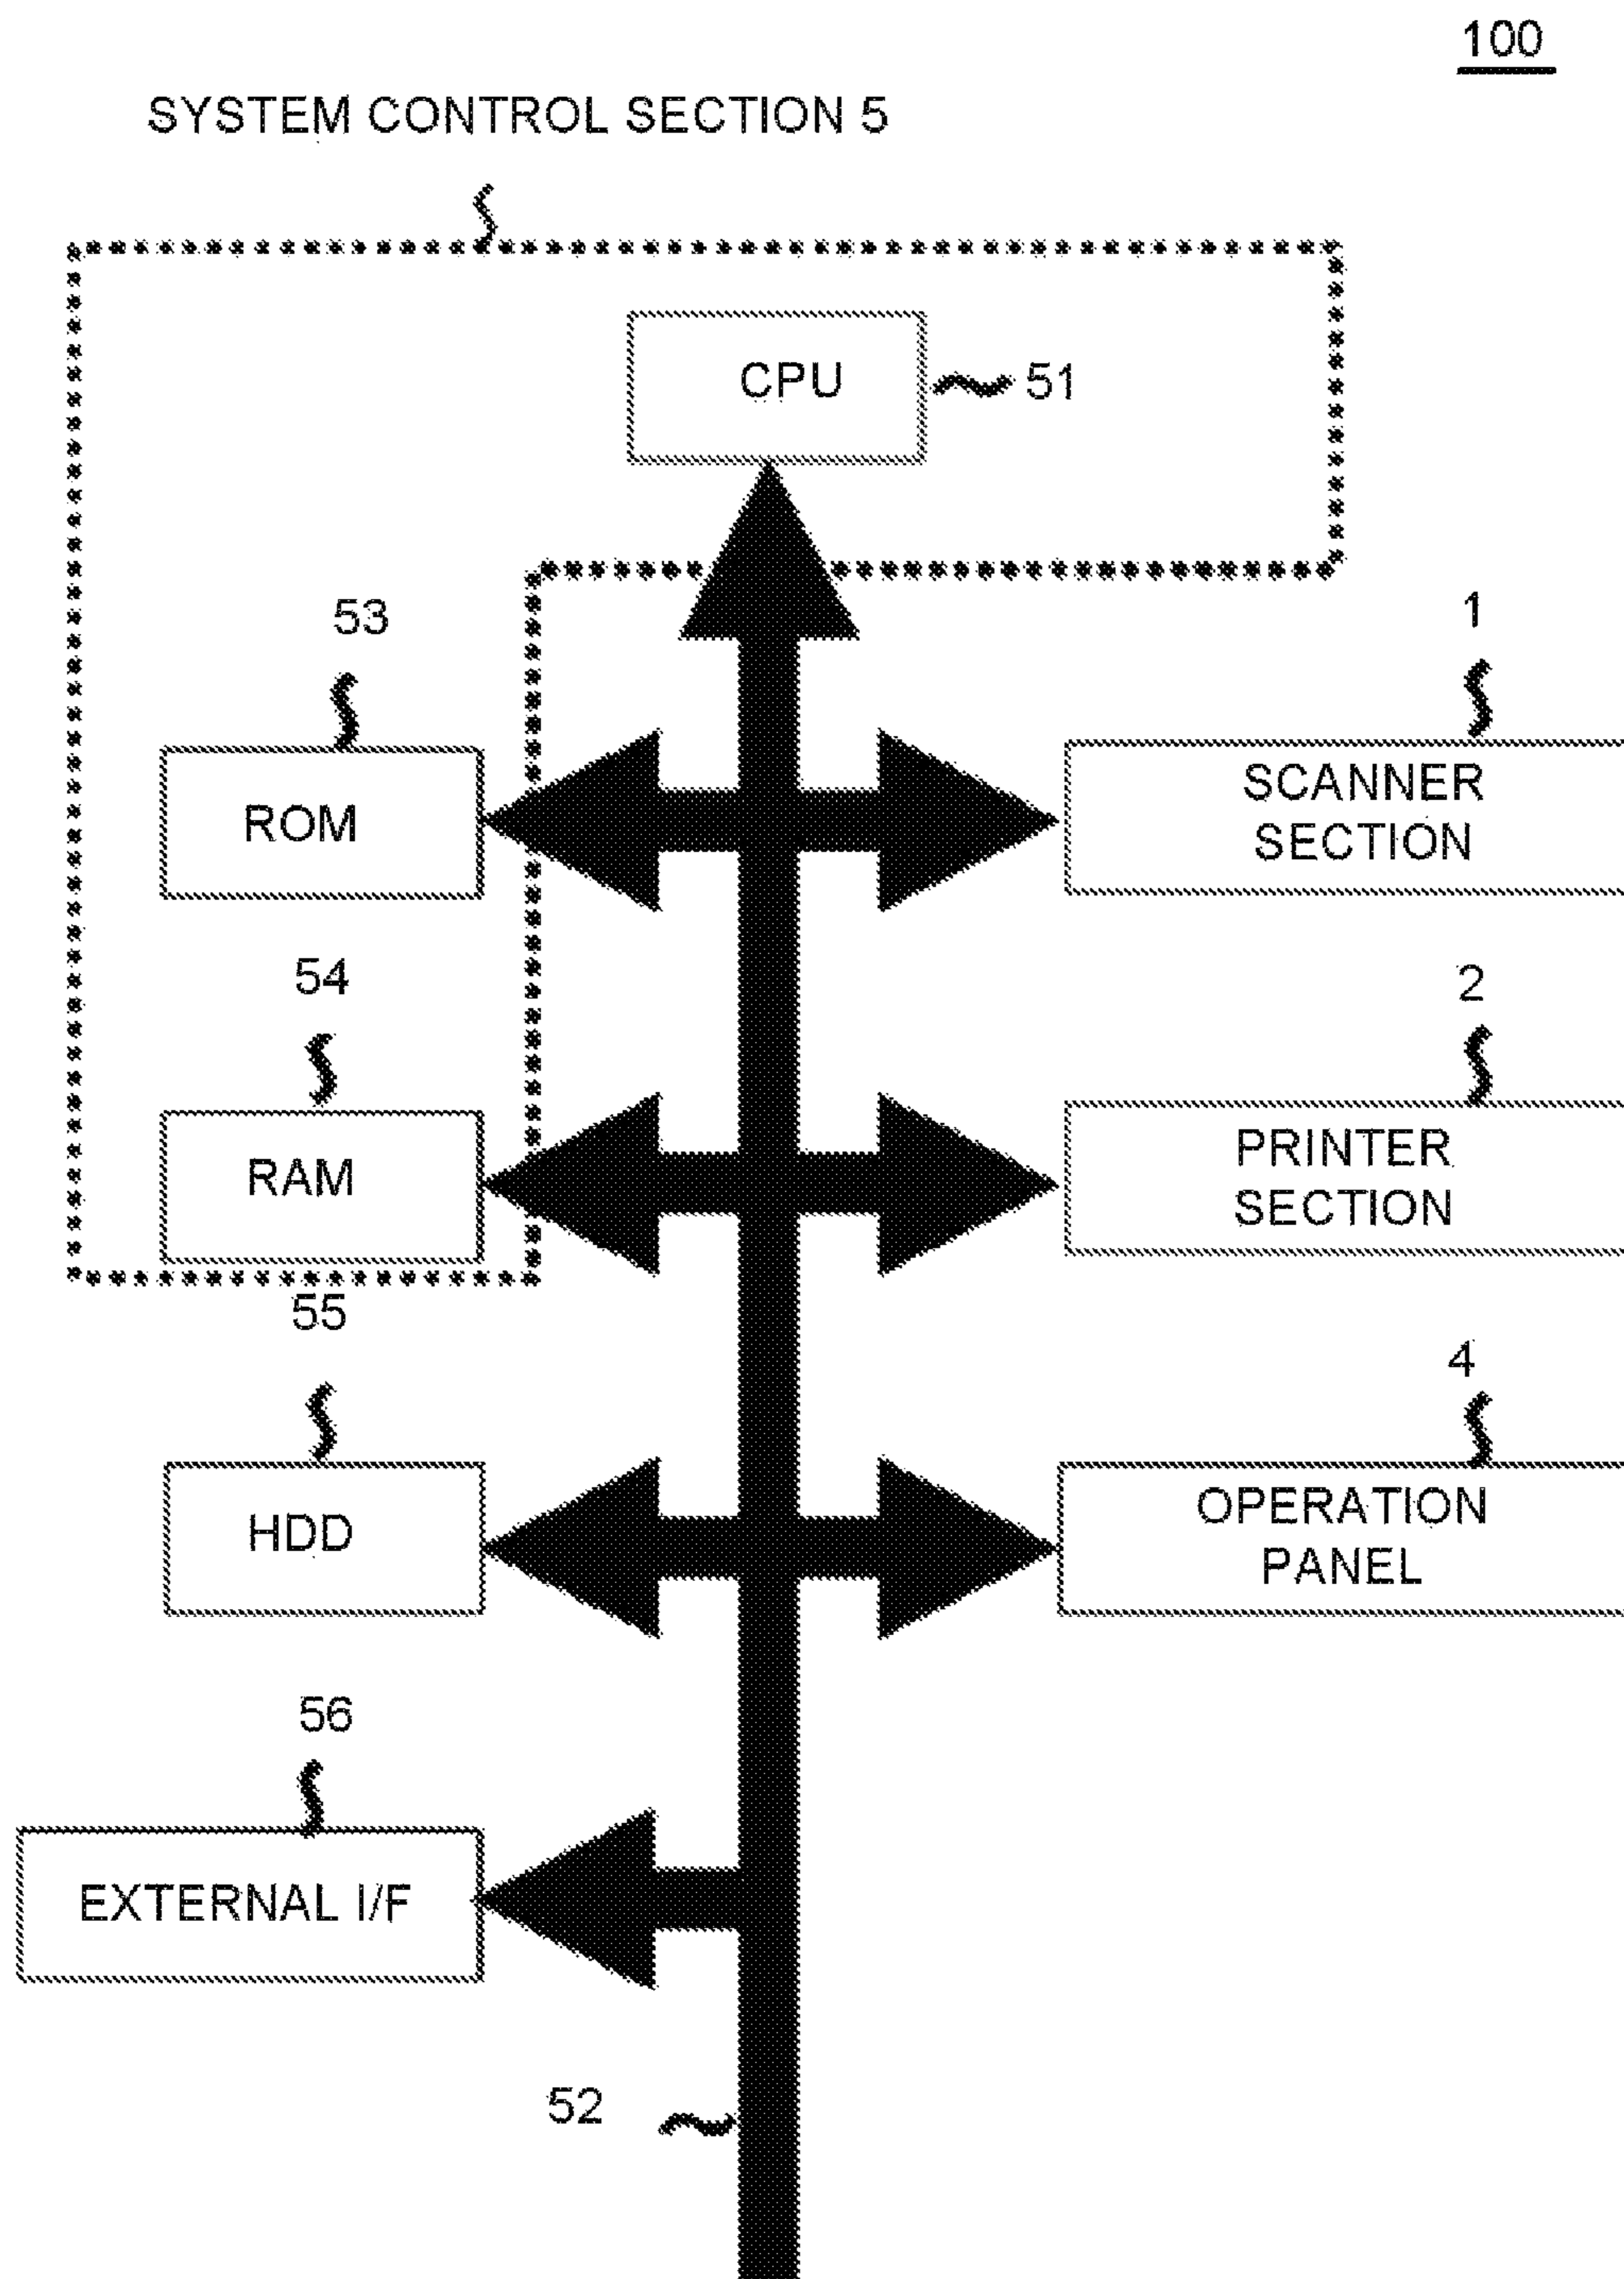 100
SYSTEM CONTROL SECTION 5
CPU
51
53
1
ROM
SCANNER
SECTION
54
2
RAM
PRINTER
SECTION
55
4
HDD
OPERATION
PANEL
56
EXTERNAL I/F
52